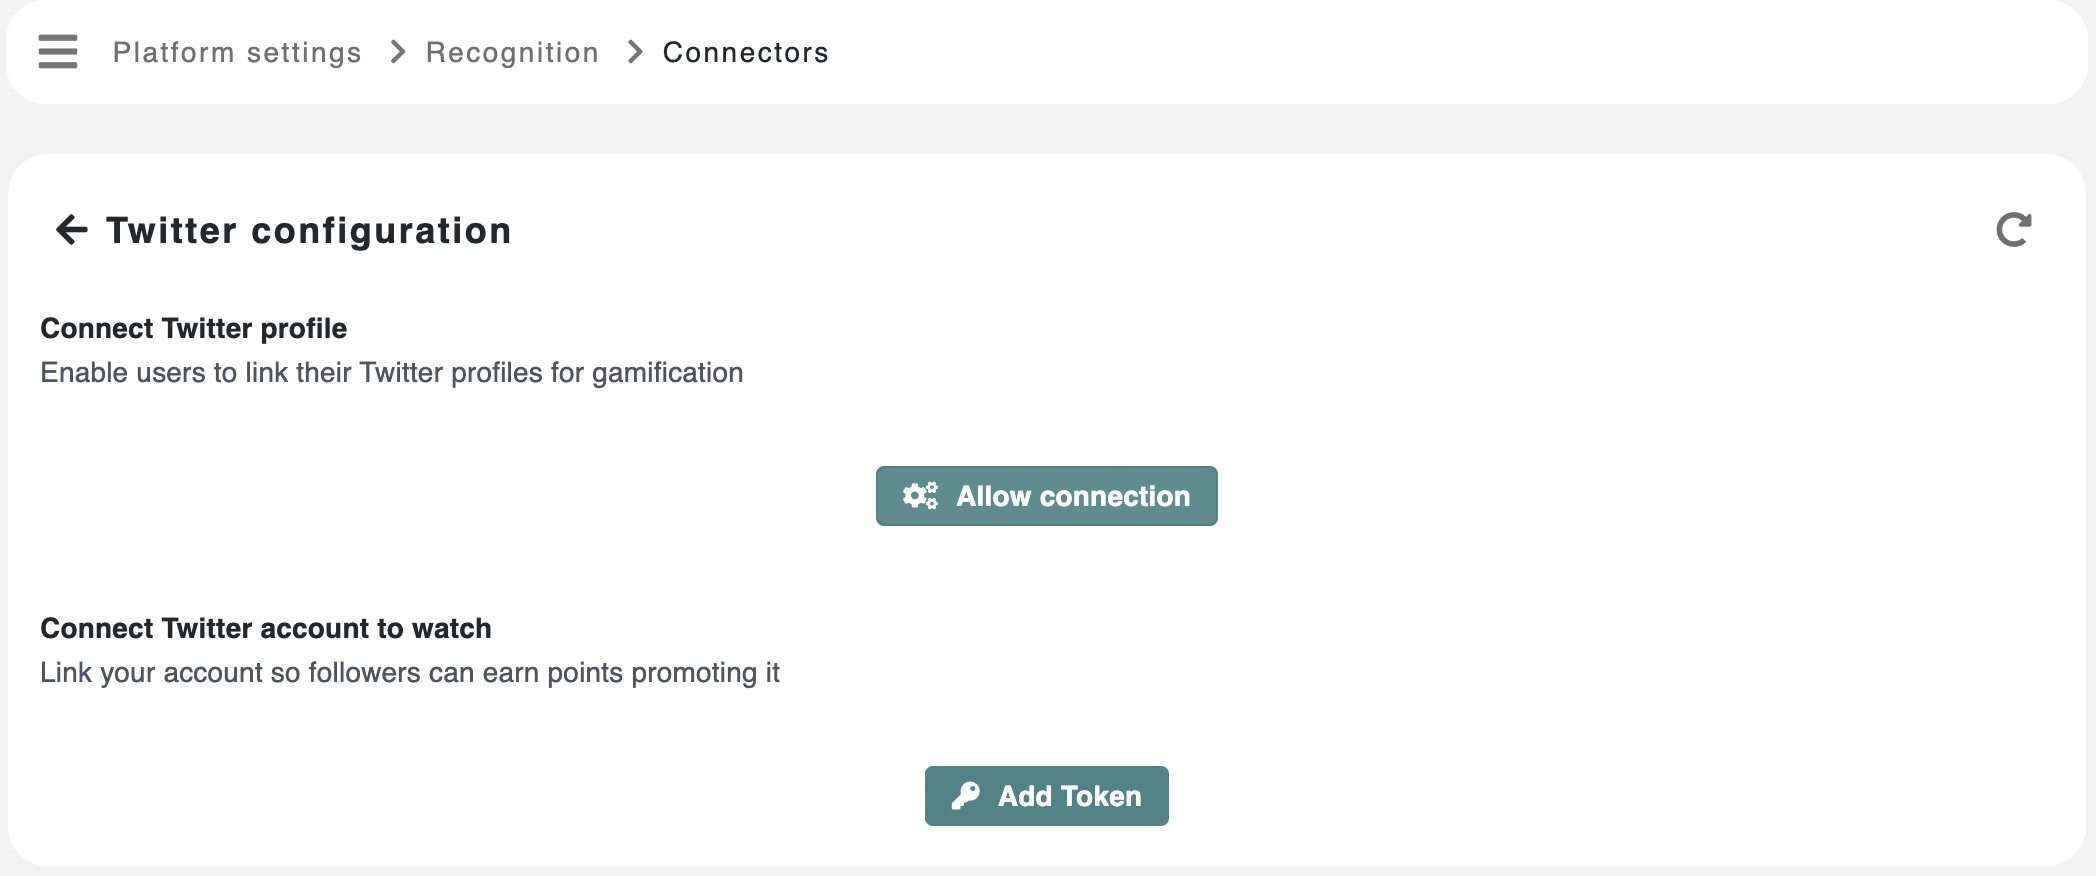 Platform settings > Recognition > Connectors
Twitter configuration
Connect Twitter profile
Enable users to link their Twitter profiles for gamification
Allow connection
Connect Twitter account to watch
Link your account so followers can earn points promoting it
Add Token